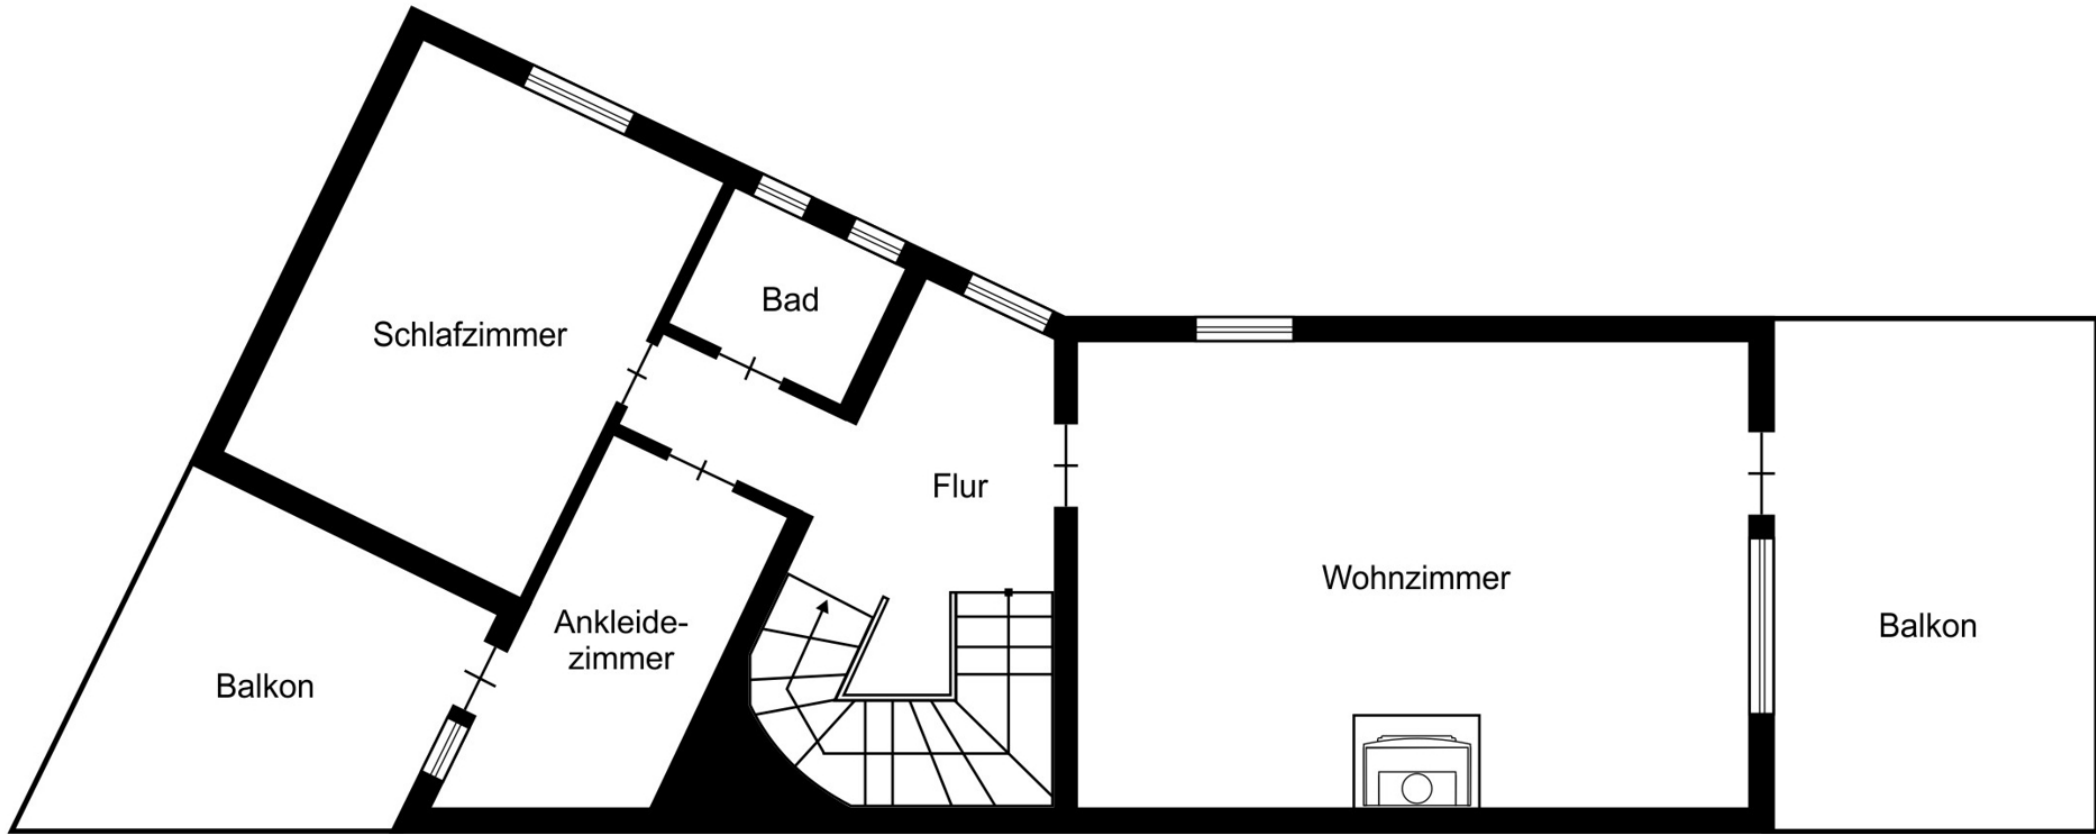 Bad
Schlafzimmer
Flur
Wohnzimmer
Ankleide-
zimmer
Balkon
Balkon